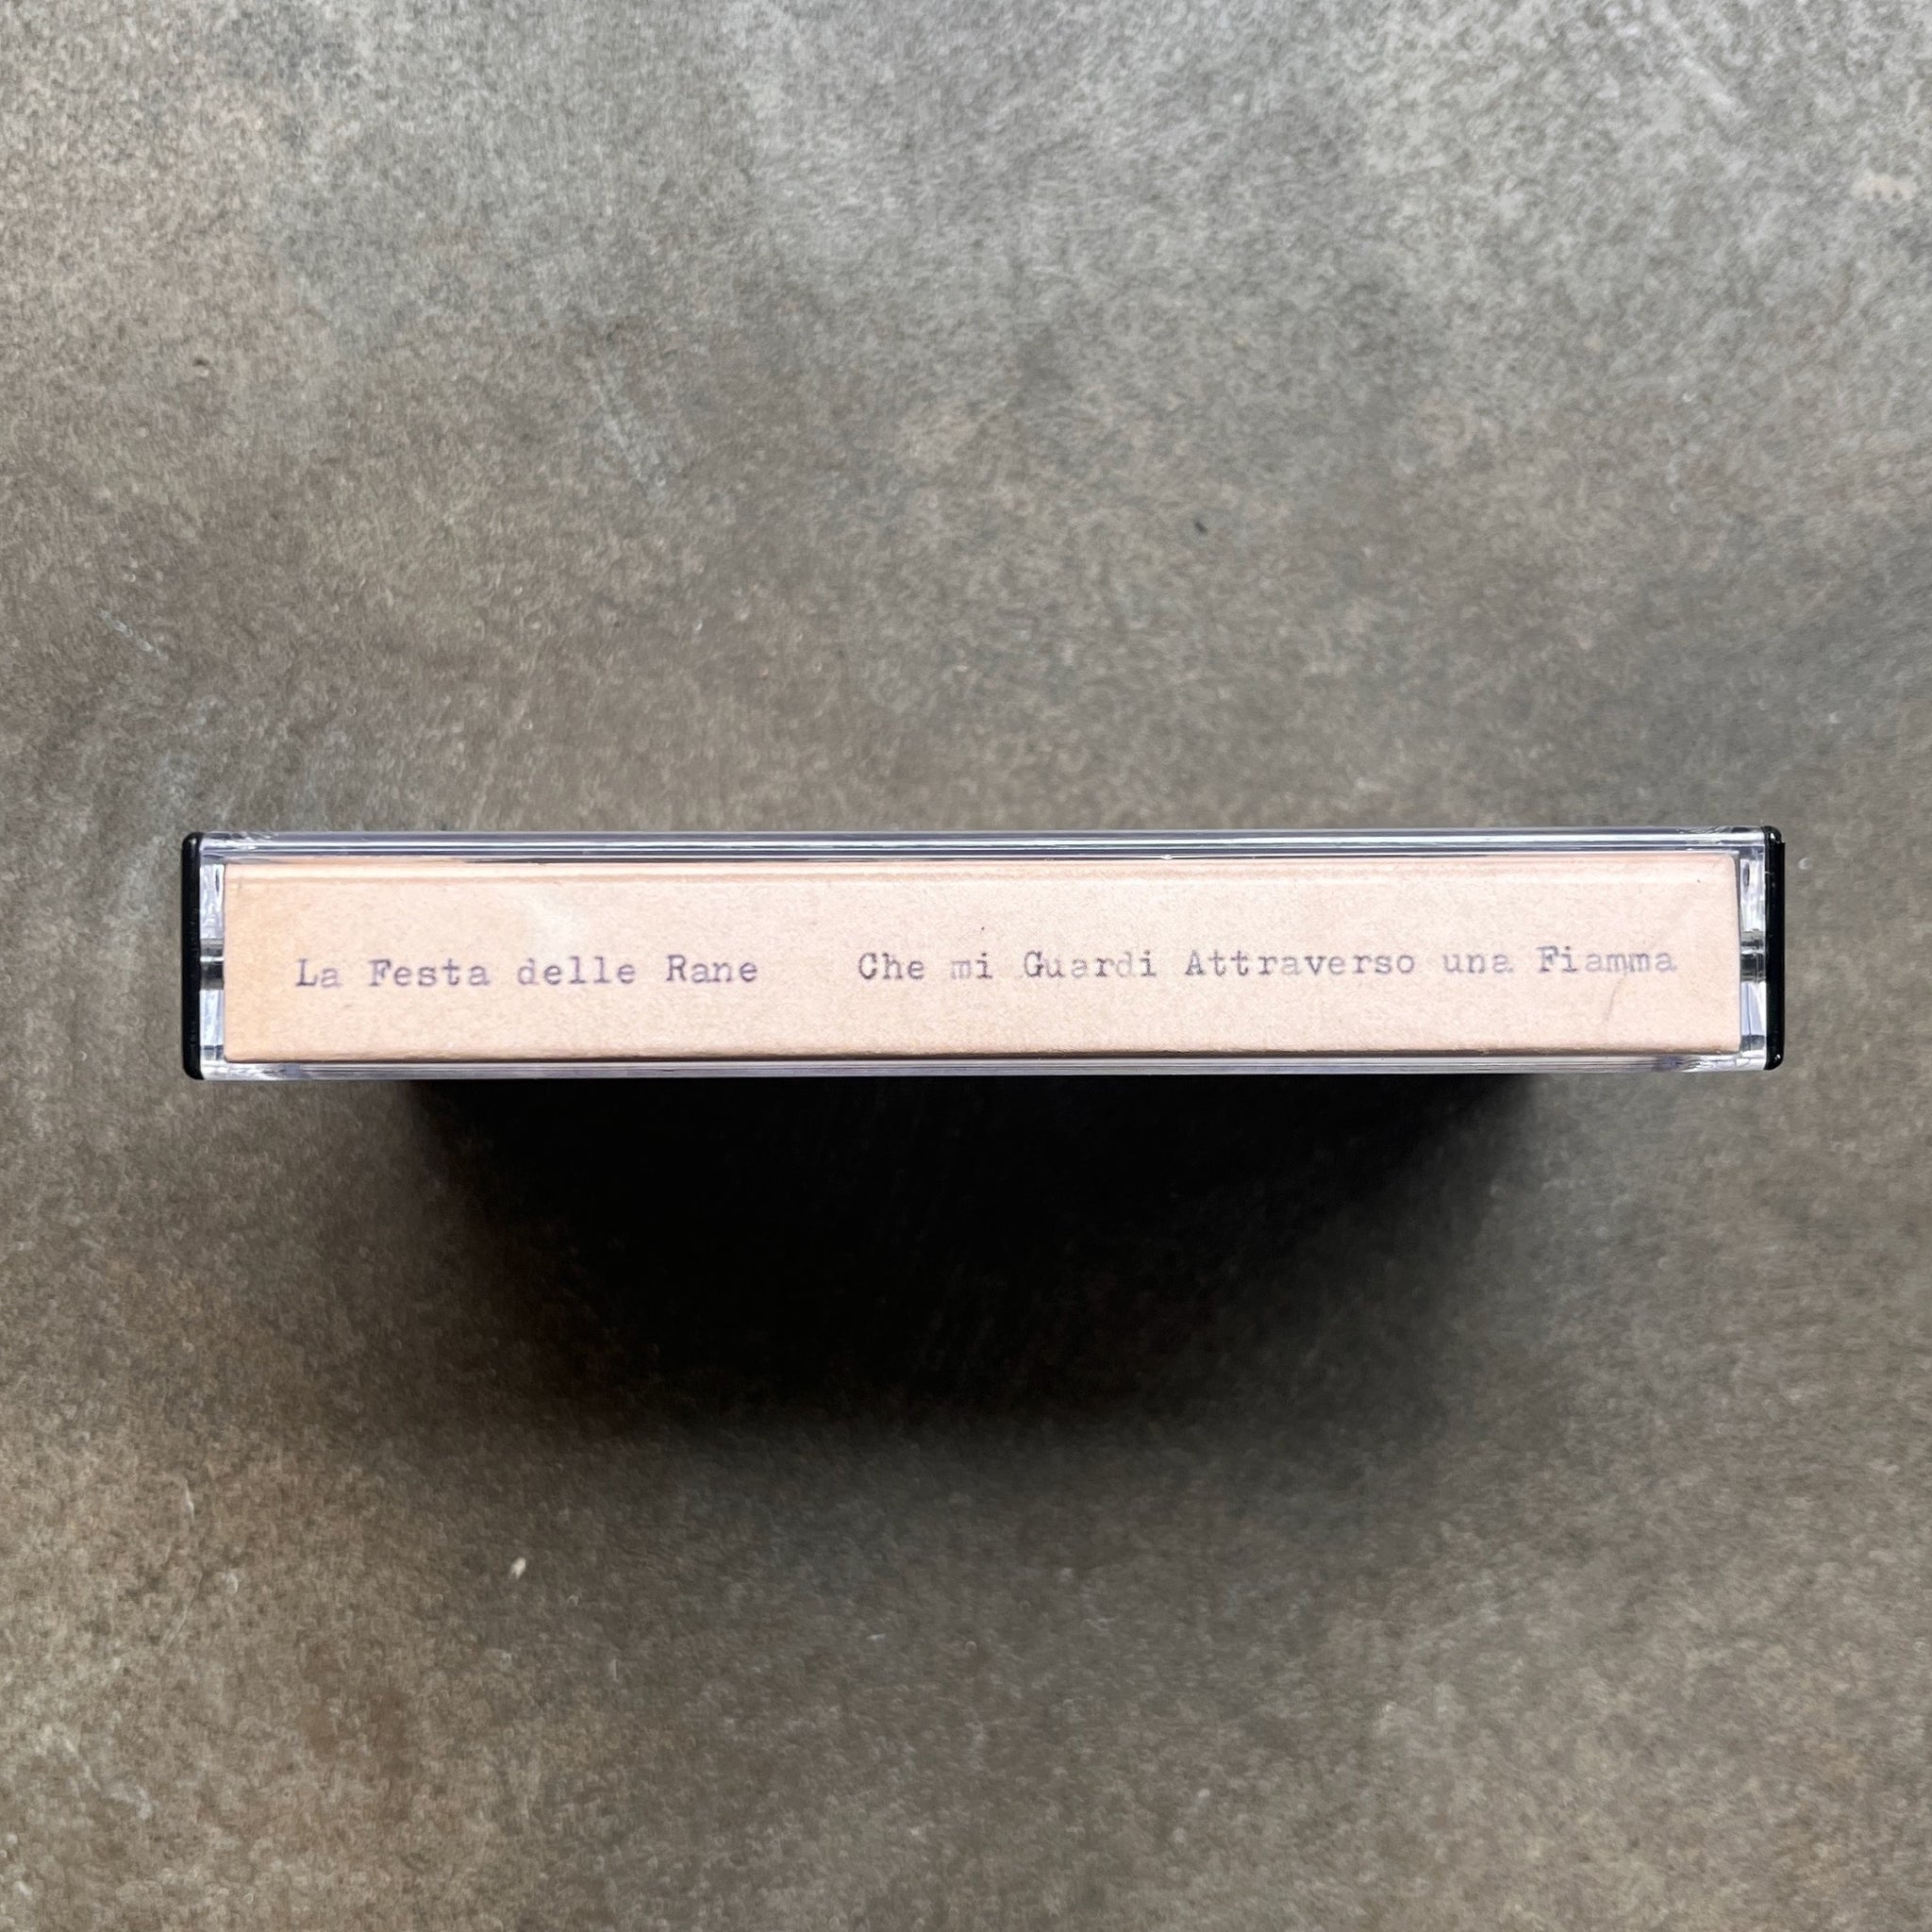 La Festa delle Rane Che mi Guardi Attraverso una Fiamma